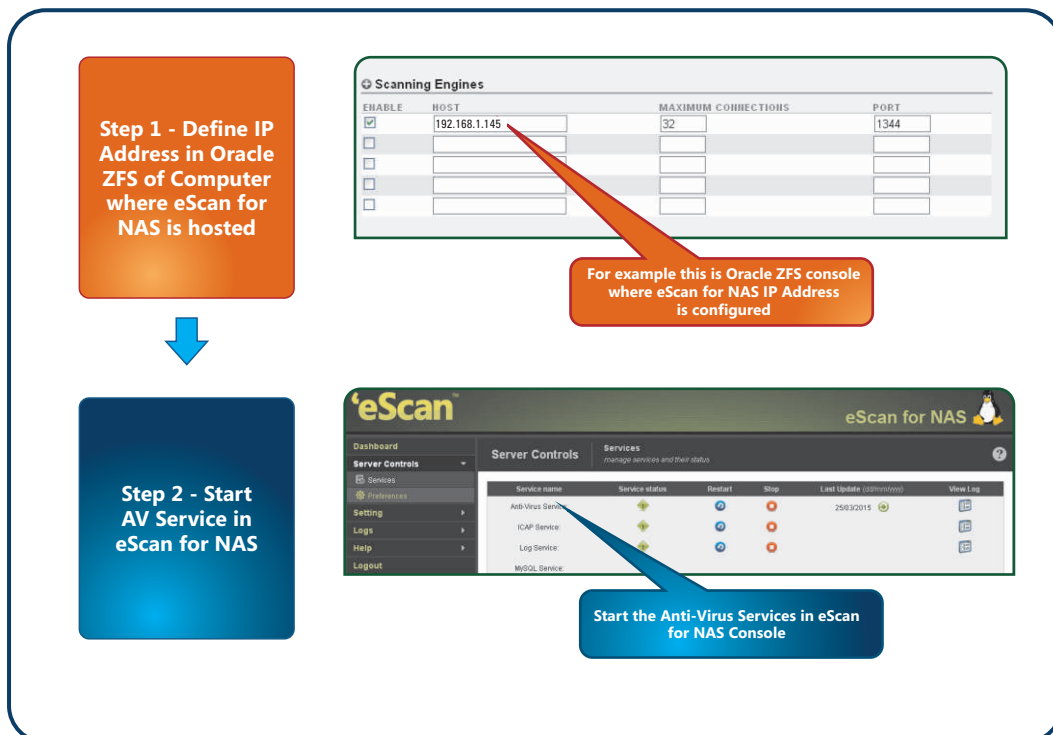 Step 1 - Define IP
Address in Oracle
ZFS of Computer
where eScan for
NAS is hosted
Scanning Engines
ENABLE HOST MAXIMUM CONNECTIONS PORT
192.168.1.145 32 1344
For example this is Oracle ZFS console
where eScan for NAS IP Address
is configured
Step 2 - Start
AV Service in
eScan for NAS
eScan™
eScan for NAS
Dashboard
Server Controls
Services
Preferences
Setting
Logs
Help
Logout
Server Controls
Services
manage services and their status
Service name Service status Restart Stop Last Update (dd/mm/yyyy) View Log
Anti-Virus Service: 25/03/2015
ICAP Service:
Log Service:
MySQL Service:
Start the Anti-Virus Services in eScan
for NAS Console